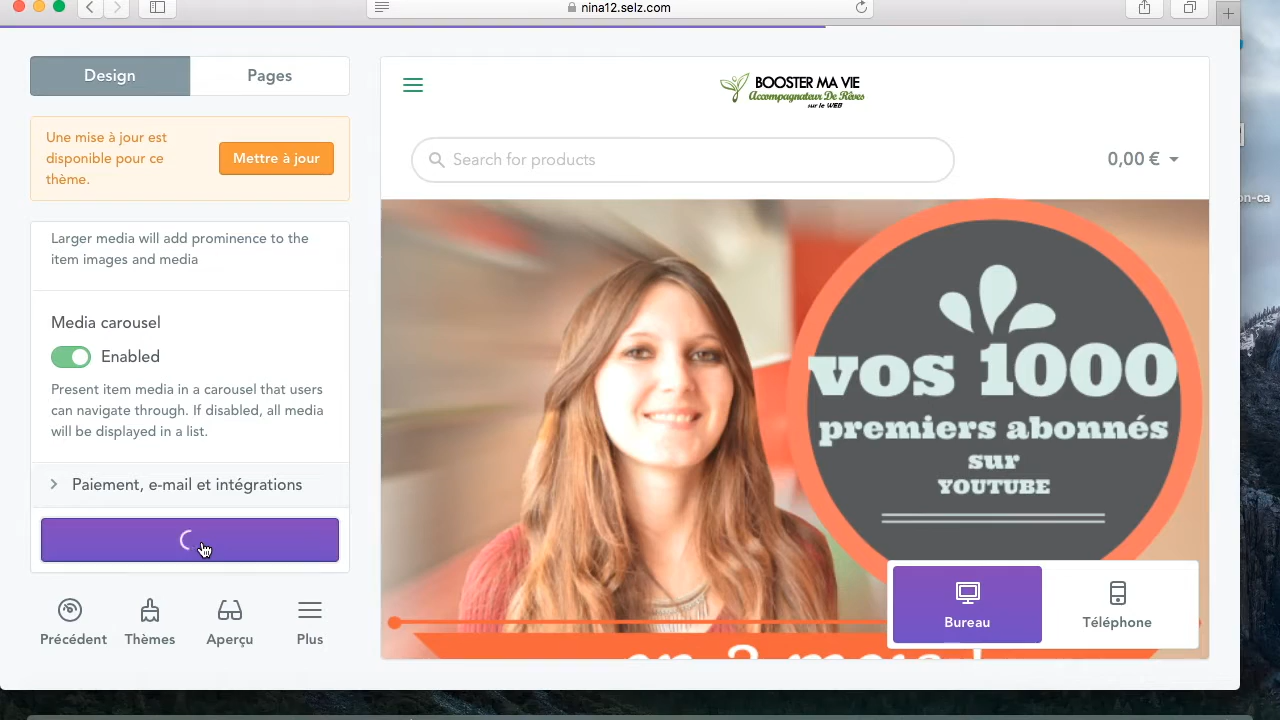 nina12.selz.com
Design
Pages
Une mise à jour est
disponible pour ce
thème.
Mettre à jour
Larger media will add prominence to the
item images and media
Media carousel
Enabled
Present item media in a carousel that users
can navigate through. If disabled, all media
will be displayed in a list.
Paiement, e-mail et intégrations
Précédent
Thèmes
Aperçu
Plus
BOOSTER MA VIE
Accompagnateur De Rêves
sur le WEB
Search for products
0,00 €
vos 1000
premiers abonnés
sur
YOUTUBE
Bureau
Téléphone
on-ca